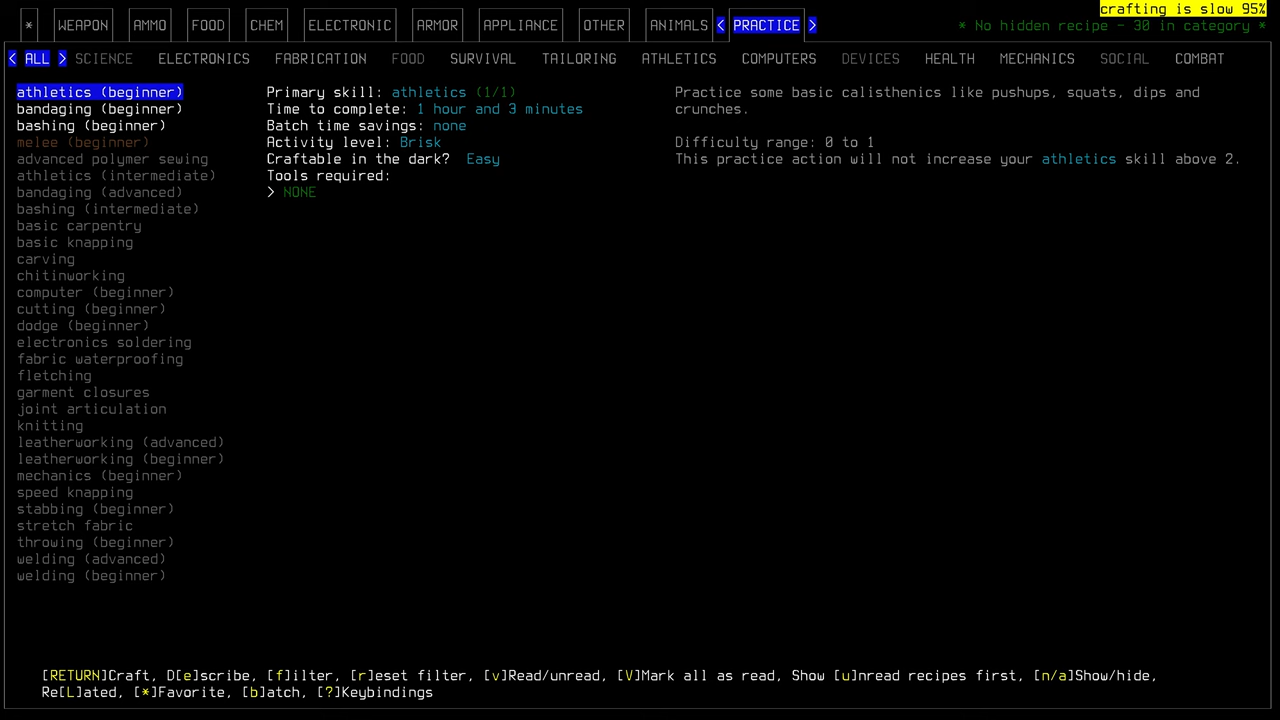 crafting is slow 95%
* WEAPON AMMO FOOD CHEM ELECTRONIC ARMOR APPLIANCE OTHER ANIMALS < PRACTICE >
* No hidden recipe - 30 in category *
< ALL > SCIENCE ELECTRONICS FABRICATION FOOD SURVIVAL TAILORING ATHLETICS COMPUTERS DEVICES HEALTH MECHANICS SOCIAL COMBAT
athletics (beginner)
bandaging (beginner)
bashing (beginner)
melee (beginner)
advanced polymer sewing
athletics (intermediate)
bandaging (advanced)
bashing (intermediate)
basic carpentry
basic knapping
carving
chitinworking
computer (beginner)
cutting (beginner)
dodge (beginner)
electronics soldering
fabric waterproofing
fletching
garment closures
joint articulation
knitting
leatherworking (advanced)
leatherworking (beginner)
mechanics (beginner)
speed knapping
stabbing (beginner)
stretch fabric
throwing (beginner)
welding (advanced)
welding (beginner)
Primary skill: athletics (1/1)
Time to complete: 1 hour and 3 minutes
Batch time savings: none
Activity level: Brisk
Craftable in the dark? Easy
Tools required:
> NONE
Practice some basic calisthenics like pushups, squats, dips and
crunches.
Difficulty range: 0 to 1
This practice action will not increase your athletics skill above 2.
[RETURN]Craft, D[e]scribe, [f]ilter, [r]eset filter, [v]Read/unread, [V]Mark all as read, Show [u]nread recipes first, [n/a]Show/hide,
Re[L]ated, [*]Favorite, [b]atch, [?]Keybindings